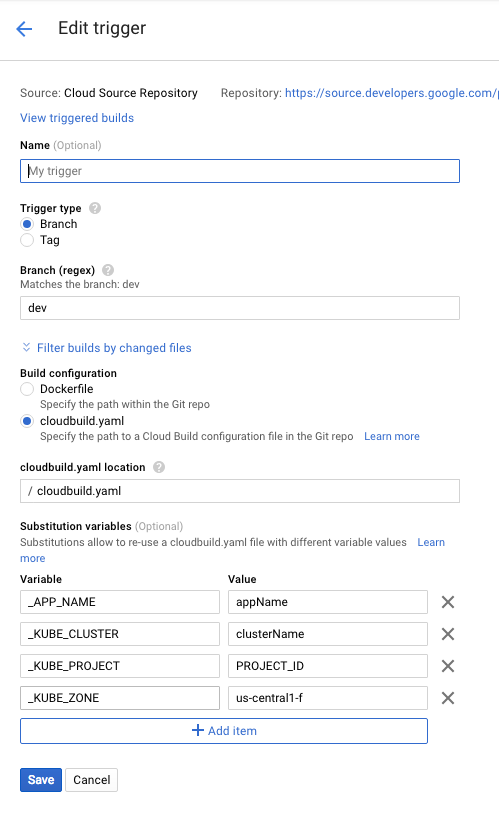 Edit trigger
Source: Cloud Source Repository Repository: https://source.developers.google.com/p
View triggered builds
Name (Optional)
My trigger
Trigger type ?
Branch
Tag
Branch (regex) ?
Matches the branch: dev
dev
Filter builds by changed files
Build configuration
Dockerfile
Specify the path within the Git repo
cloudbuild.yaml
Specify the path to a Cloud Build configuration file in the Git repo Learn more
cloudbuild.yaml location ?
/ cloudbuild.yaml
Substitution variables (Optional)
Substitutions allow to re-use a cloudbuild.yaml file with different variable values Learn
more
Variable Value
_APP_NAME appName
_KUBE_CLUSTER clusterName
_KUBE_PROJECT PROJECT_ID
_KUBE_ZONE us-central1-f
Add item
Save Cancel